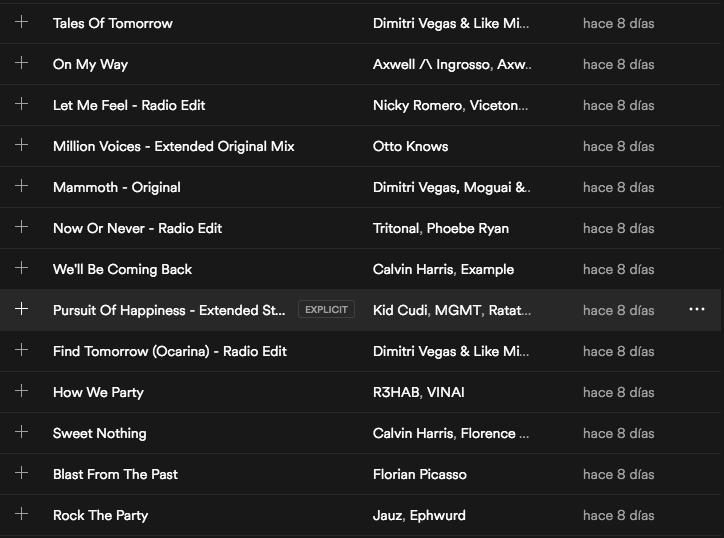 Tales Of Tomorrow Dimitri Vegas & Like Mi... hace 8 días
On My Way Axwell /\ Ingrosso, Axw.. hace 8 días
Let Me Feel - Radio Edit Nicky Romero, Viceton... hace 8 días
Million Voices - Extended Original Mix Otto Knows hace 8 días
Mammoth - Original Dimitri Vegas, Moguai &.. hace 8 días
Now Or Never - Radio Edit Tritonal, Phoebe Ryan hace 8 días
We'll Be Coming Back Calvin Harris, Example hace 8 días
Pursuit Of Happiness - Extended St... EXPLICIT Kid Cudi, MGMT, Ratat... hace 8 días
Find Tomorrow (Ocarina) - Radio Edit Dimitri Vegas & Like Mi... hace 8 días
How We Party R3HAB, VINAI hace 8 días
Sweet Nothing Calvin Harris, Florence ... hace 8 días
Blast From The Past Florian Picasso hace 8 días
Rock The Party Jauz, Ephwurd hace 8 días